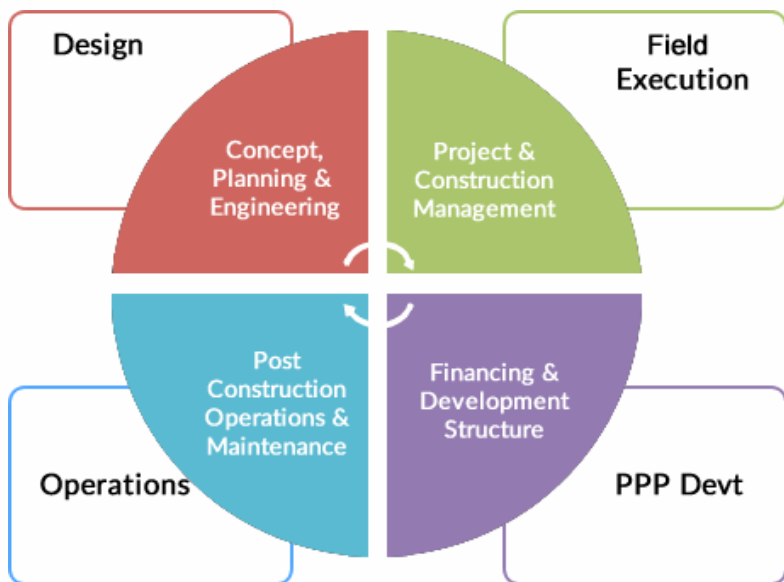 Design
Field
Execution
Concept,
Planning &
Engineering
Project &
Construction
Management
Post
Construction
Operations &
Maintenance
Financing &
Development
Structure
Operations
PPP Devt